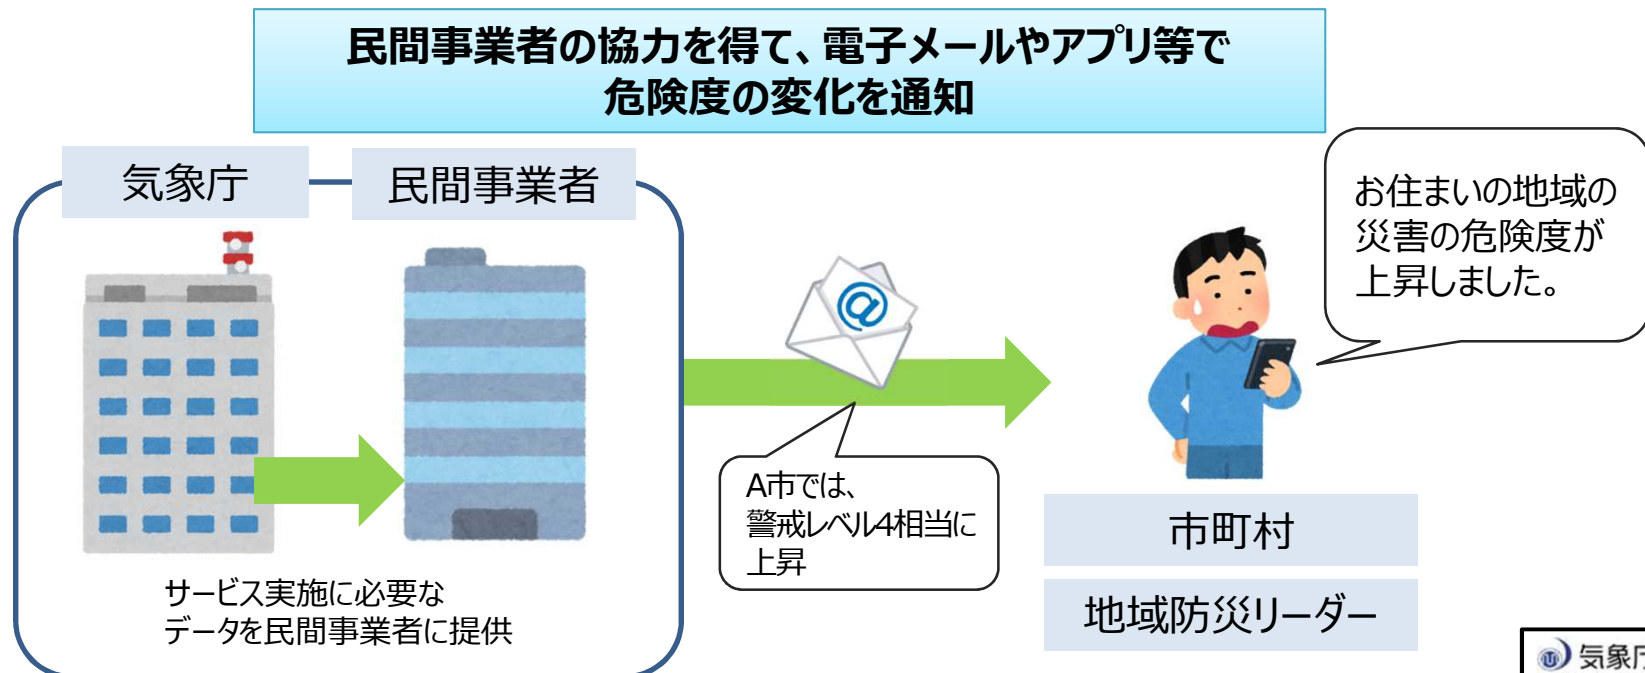 民間事業者の協力を得て、電子メールやアプリ等で
危険度の変化を通知
気象庁
民間事業者
お住まいの地域の
災害の危険度が
上昇しました。
@
A市では、
警戒レベル4相当に
上昇
サービス実施に必要な
データを民間事業者に提供
市町村
地域防災リーダー
気象庁